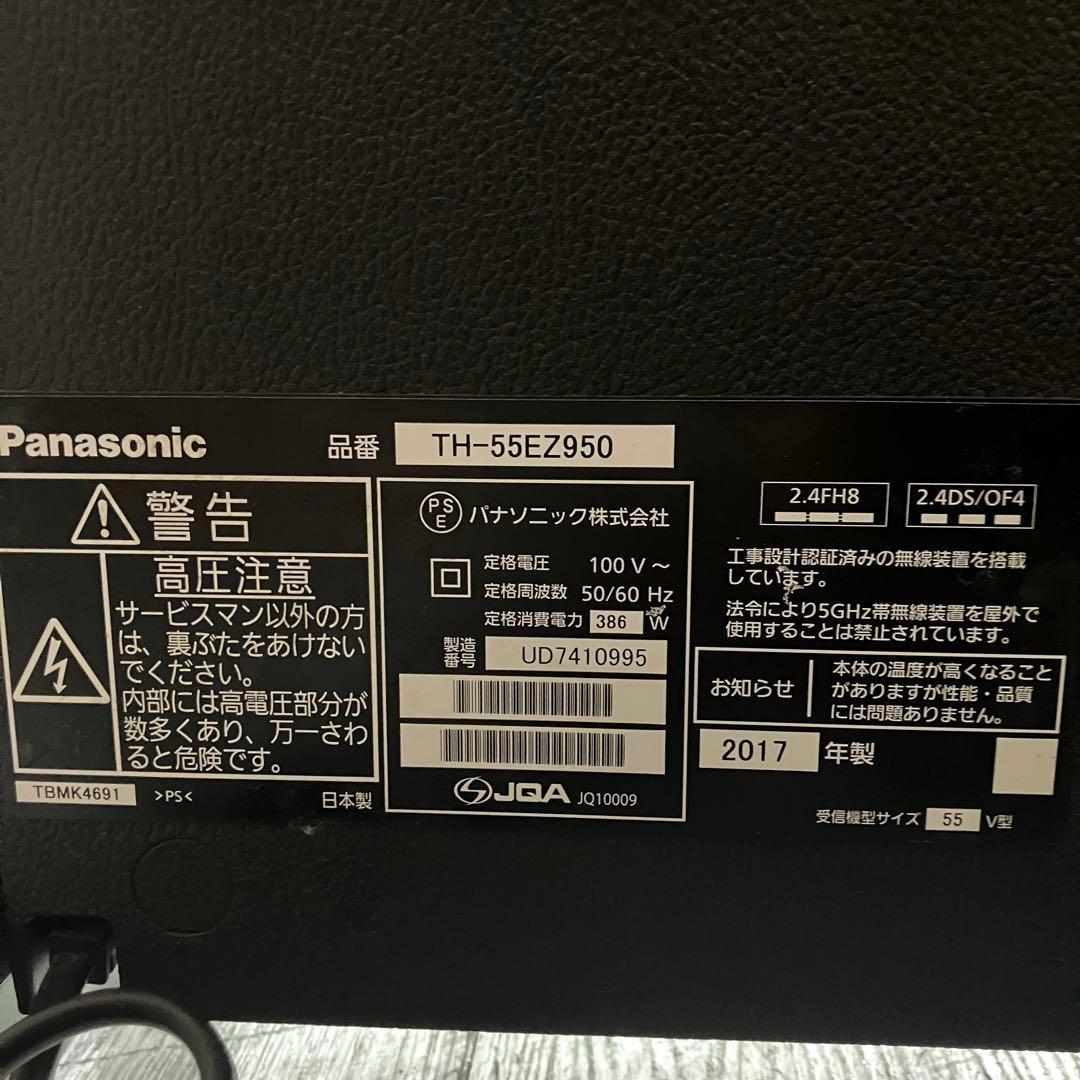 Panasonic
品番 TH-55EZ950
警告
高圧注意
サービスマン以外の方
は、裏ぶたをあけない
でください。
内部には高電圧部分が
数多くあり、万一さわ
ると危険です。
TBMK4691 >PS< 日本製
PSE パナソニック株式会社
定格電圧 100 V～
定格周波数 50/60 Hz
定格消費電力 386 W
製造
番号 UD7410995
JQA JQ10009
2.4FH8 2.4DS/OF4
工事設計認証済みの無線装置を搭載
しています。
法令により5GHz帯無線装置を屋外で
使用することは禁止されています。
お知らせ
本体の温度が高くなること
がありますが性能・品質
には問題ありません。
2017 年製
受信機型サイズ 55 V型